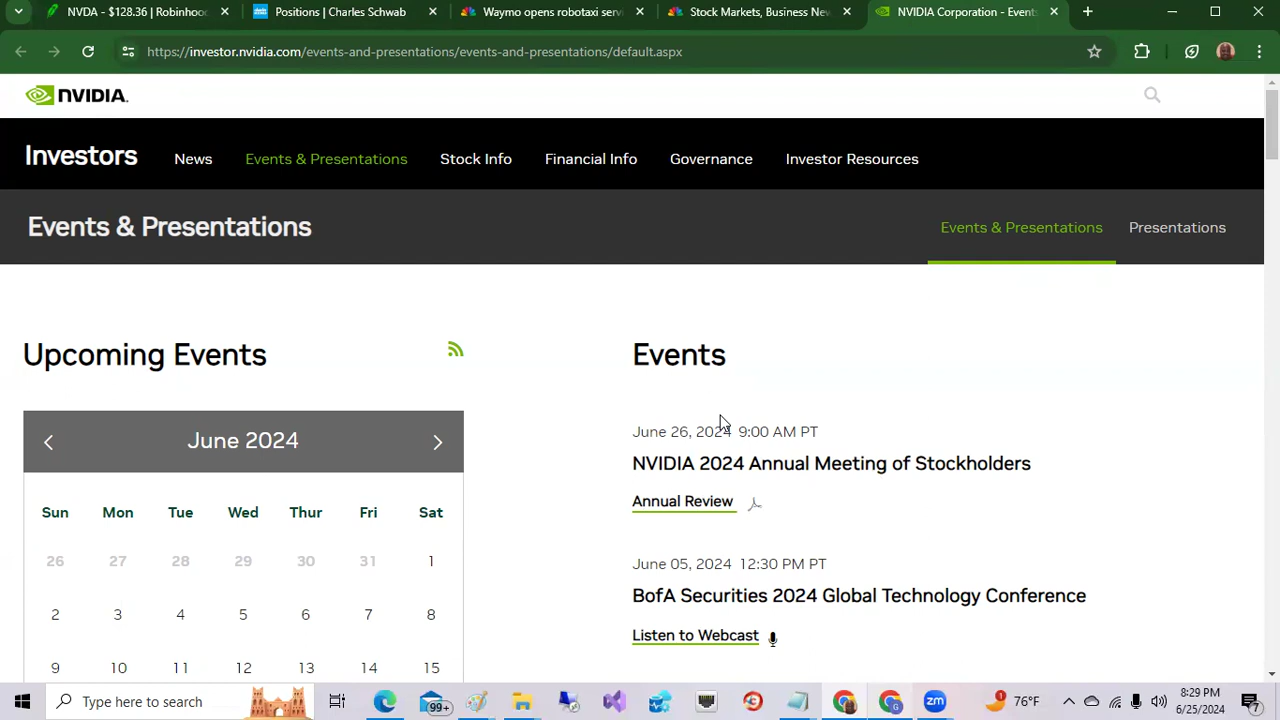 NVDA - $128.36 | Robinhoo
Positions | Charles Schwab
Waymo opens robotaxi serv
Stock Markets, Business Nev
NVIDIA Corporation - Events
https://investor.nvidia.com/events-and-presentations/events-and-presentations/default.aspx
NVIDIA.
Investors
News
Events & Presentations
Stock Info
Financial Info
Governance
Investor Resources
Events & Presentations
Events & Presentations
Presentations
Upcoming Events
June 2024
Sun Mon Tue Wed Thur Fri Sat
26 27 28 29 30 31 1
2 3 4 5 6 7 8
9 10 11 12 13 14 15
Events
June 26, 2024 9:00 AM PT
NVIDIA 2024 Annual Meeting of Stockholders
Annual Review
June 05, 2024 12:30 PM PT
BofA Securities 2024 Global Technology Conference
Listen to Webcast
Type here to search
99+
zm
1
76°F
8:29 PM
6/25/2024
7